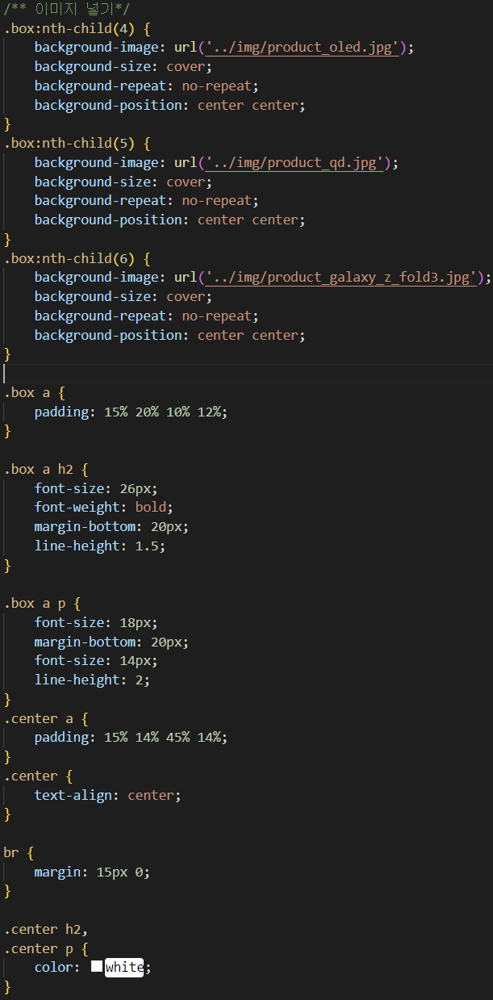 /** 이미지 넣기*/
.box:nth-child(4) {
    background-image: url('../img/product_oled.jpg');
    background-size: cover;
    background-repeat: no-repeat;
    background-position: center center;
}
.box:nth-child(5) {
    background-image: url('../img/product_qd.jpg');
    background-size: cover;
    background-repeat: no-repeat;
    background-position: center center;
}
.box:nth-child(6) {
    background-image: url('../img/product_galaxy_z_fold3.jpg');
    background-size: cover;
    background-repeat: no-repeat;
    background-position: center center;
}

.box a {
    padding: 15% 20% 10% 12%;
}

.box a h2 {
    font-size: 26px;
    font-weight: bold;
    margin-bottom: 20px;
    line-height: 1.5;
}

.box a p {
    font-size: 18px;
    margin-bottom: 20px;
    font-size: 14px;
    line-height: 2;
}
.center a {
    padding: 15% 14% 45% 14%;
}
.center {
    text-align: center;
}

br {
    margin: 15px 0;
}

.center h2,
.center p {
    color: white;
}